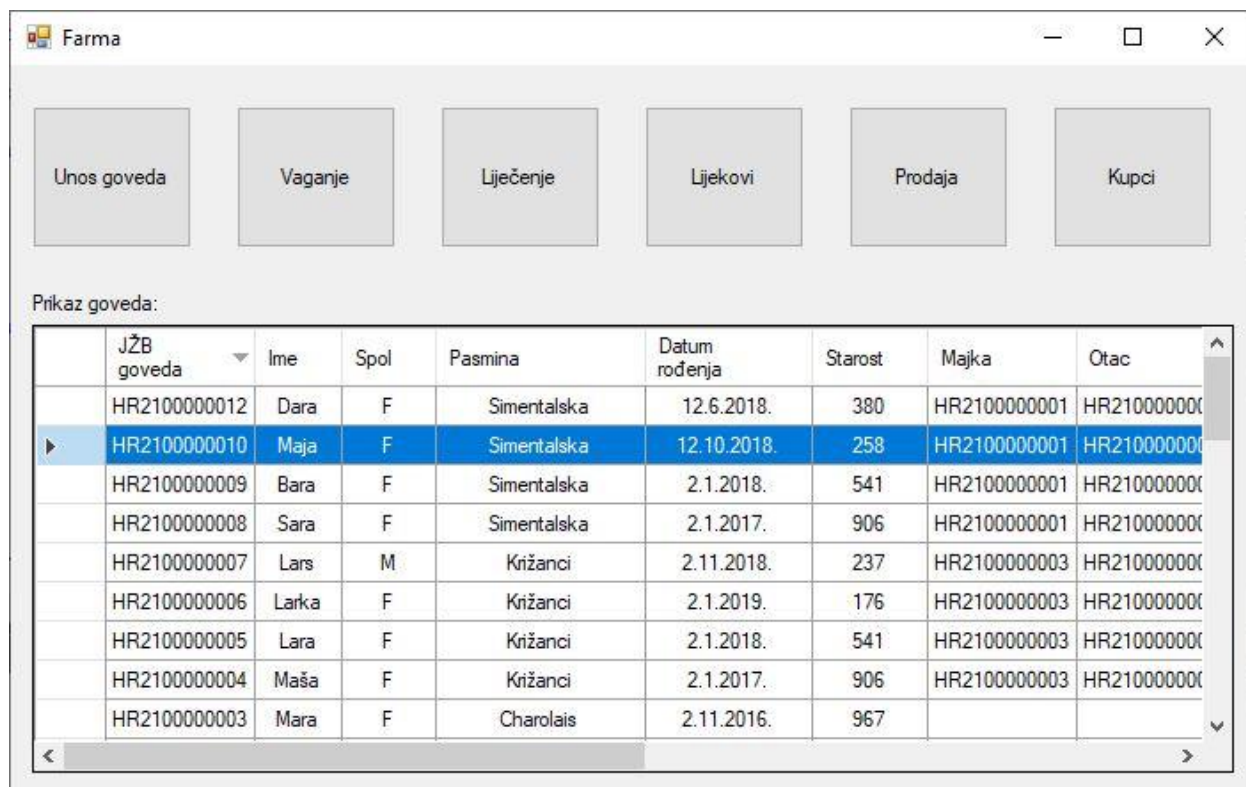 Farma
Unos goveda Vaganje Liječenje Lijekovi Prodaja Kupci
Prikaz goveda:
JŽB goveda Ime Spol Pasmina Datum rođenja Starost Majka Otac
HR2100000012 Dara F Simentalska 12.6.2018. 380 HR2100000001
HR2100000010 Maja F Simentalska 12.10.2018. 258 HR2100000001
HR2100000009 Bara F Simentalska 2.1.2018. 541 HR2100000001
HR2100000008 Sara F Simentalska 2.1.2017. 906 HR2100000001
HR2100000007 Lars M Križanci 2.11.2018. 237 HR2100000003
HR2100000006 Larka F Križanci 2.1.2019. 176 HR2100000003
HR2100000005 Lara F Križanci 2.1.2018. 541 HR2100000003
HR2100000004 Maša F Križanci 2.1.2017. 906 HR2100000003
HR2100000003 Mara F Charolais 2.11.2016. 967